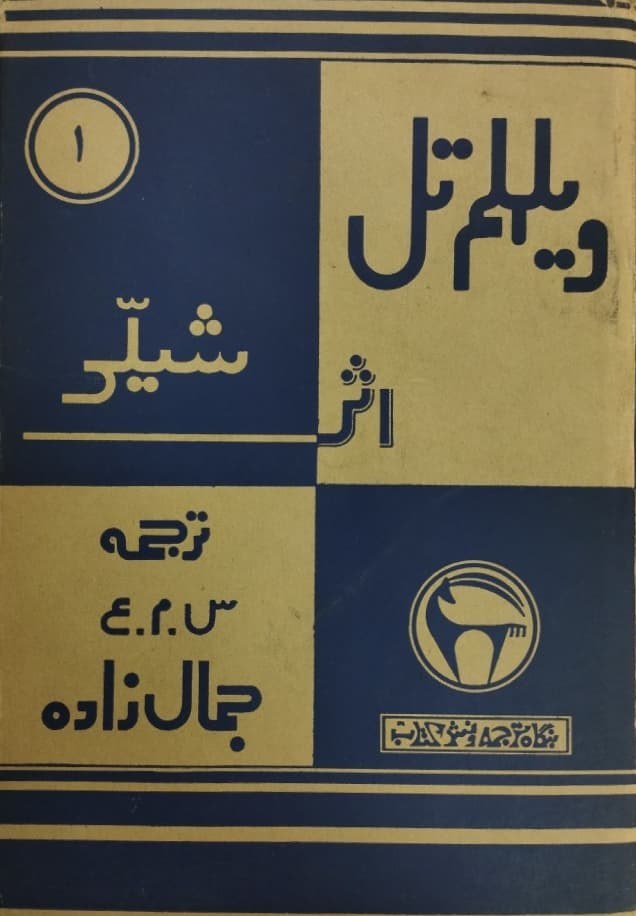 ۱
ویلهلم تل
اثر
شیلّر
ترجمه
س.م.ع
جمال زاده
بنگاه ترجمه و نشر کتاب